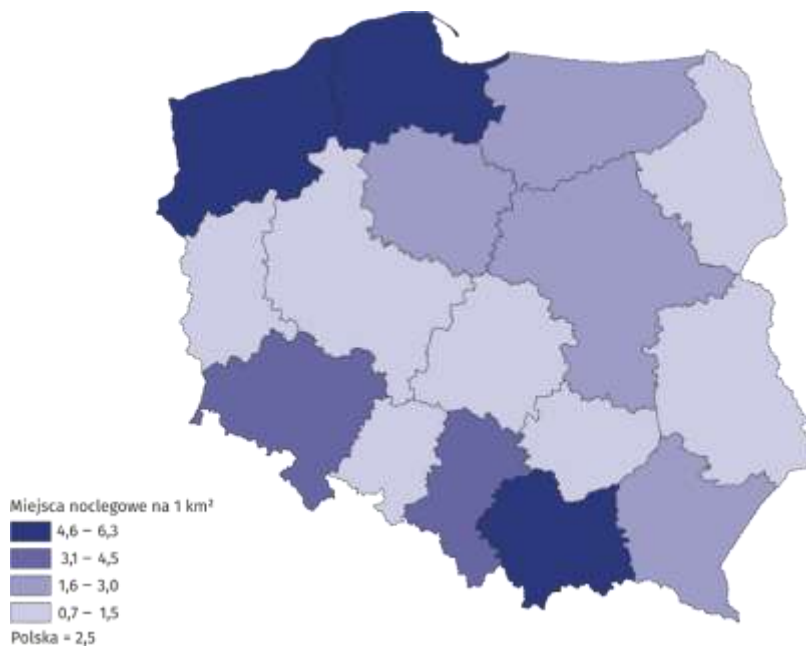 Miejsca noclegowe na 1 km²
4,6 – 6,3
3,1 – 4,5
1,6 – 3,0
0,7 – 1,5
Polska = 2,5